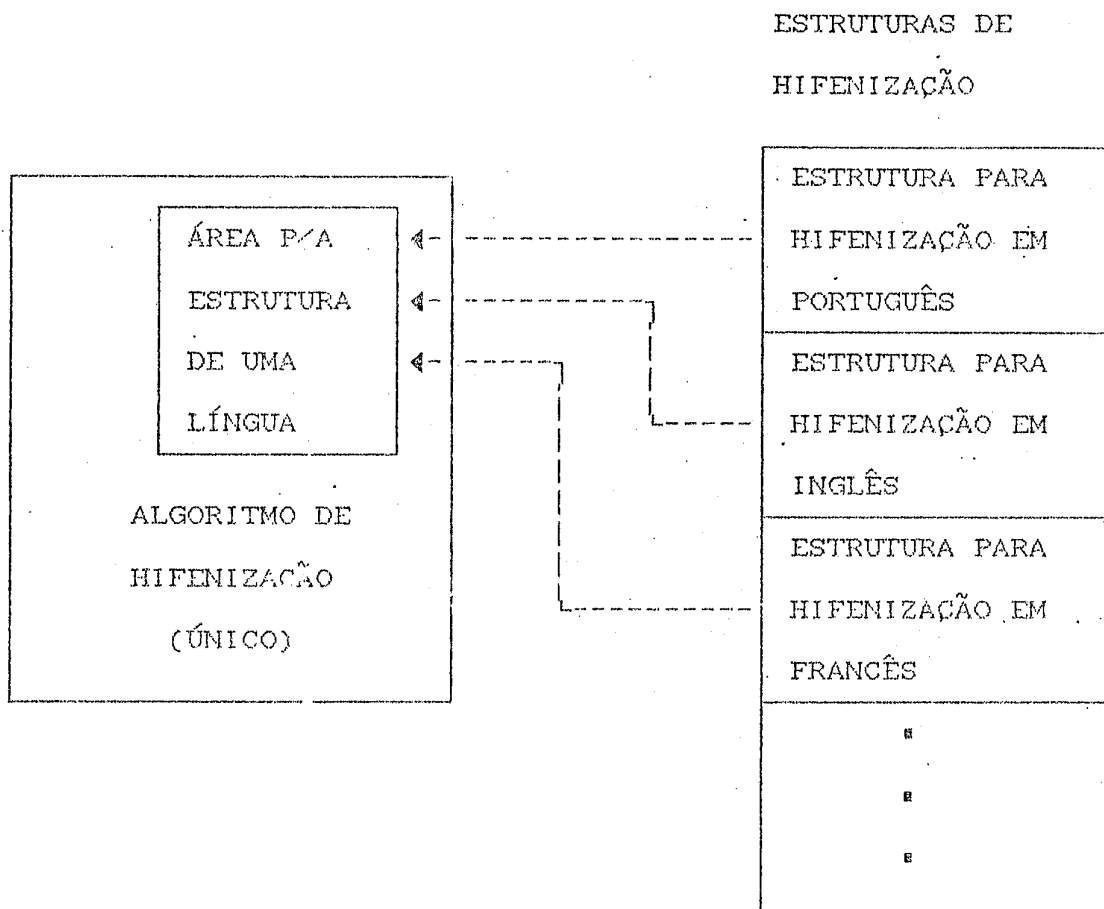 ESTRUTURAS DE
HIFENIZAÇÃO
ÁREA P/A
ESTRUTURA
DE UMA
LÍNGUA
ALGORITMO DE
HIFENIZAÇÃO
(ÚNICO)
ESTRUTURA PARA
HIFENIZAÇÃO EM
PORTUGUÊS
ESTRUTURA PARA
HIFENIZAÇÃO EM
INGLÊS
ESTRUTURA PARA
HIFENIZAÇÃO EM
FRANCÊS